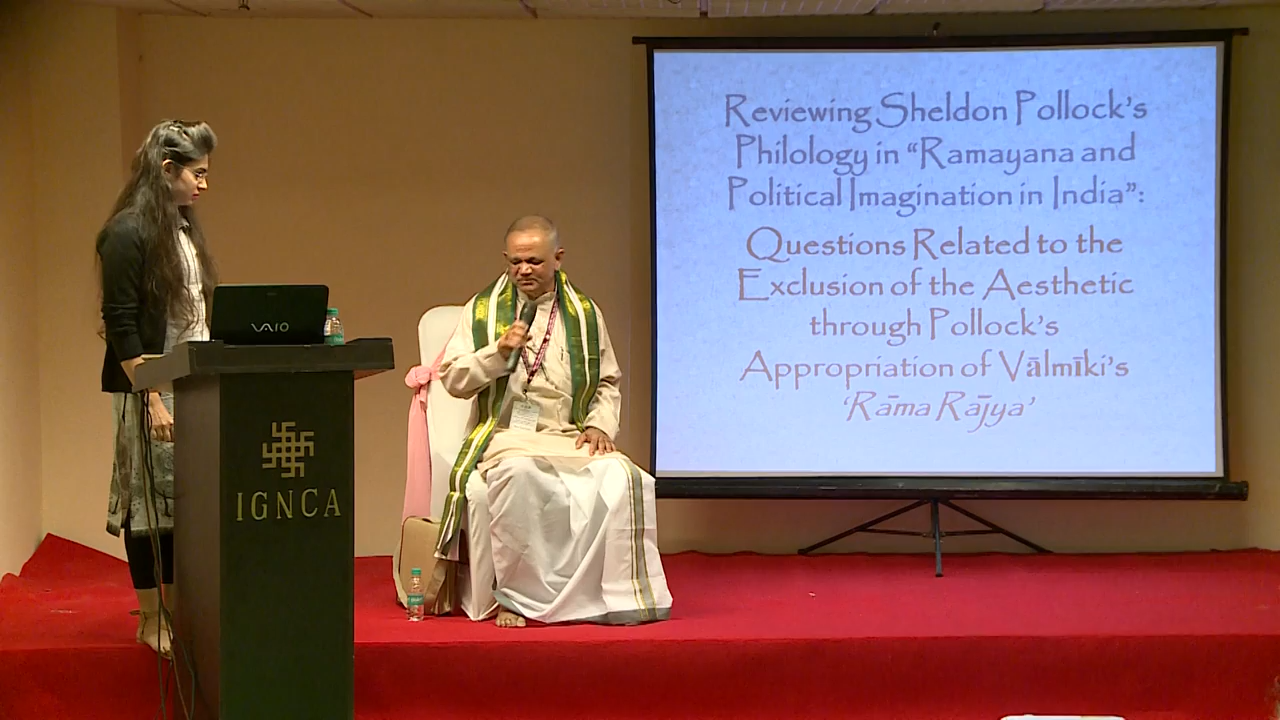 Reviewing Sheldon Pollock's
Philology in “Ramayana and
Political Imagination in India”:
Questions Related to the
Exclusion of the Aesthetic
through Pollock's
Appropriation of Vālmīki's
‘Rāma Rājya’
VAIO
IGNCA